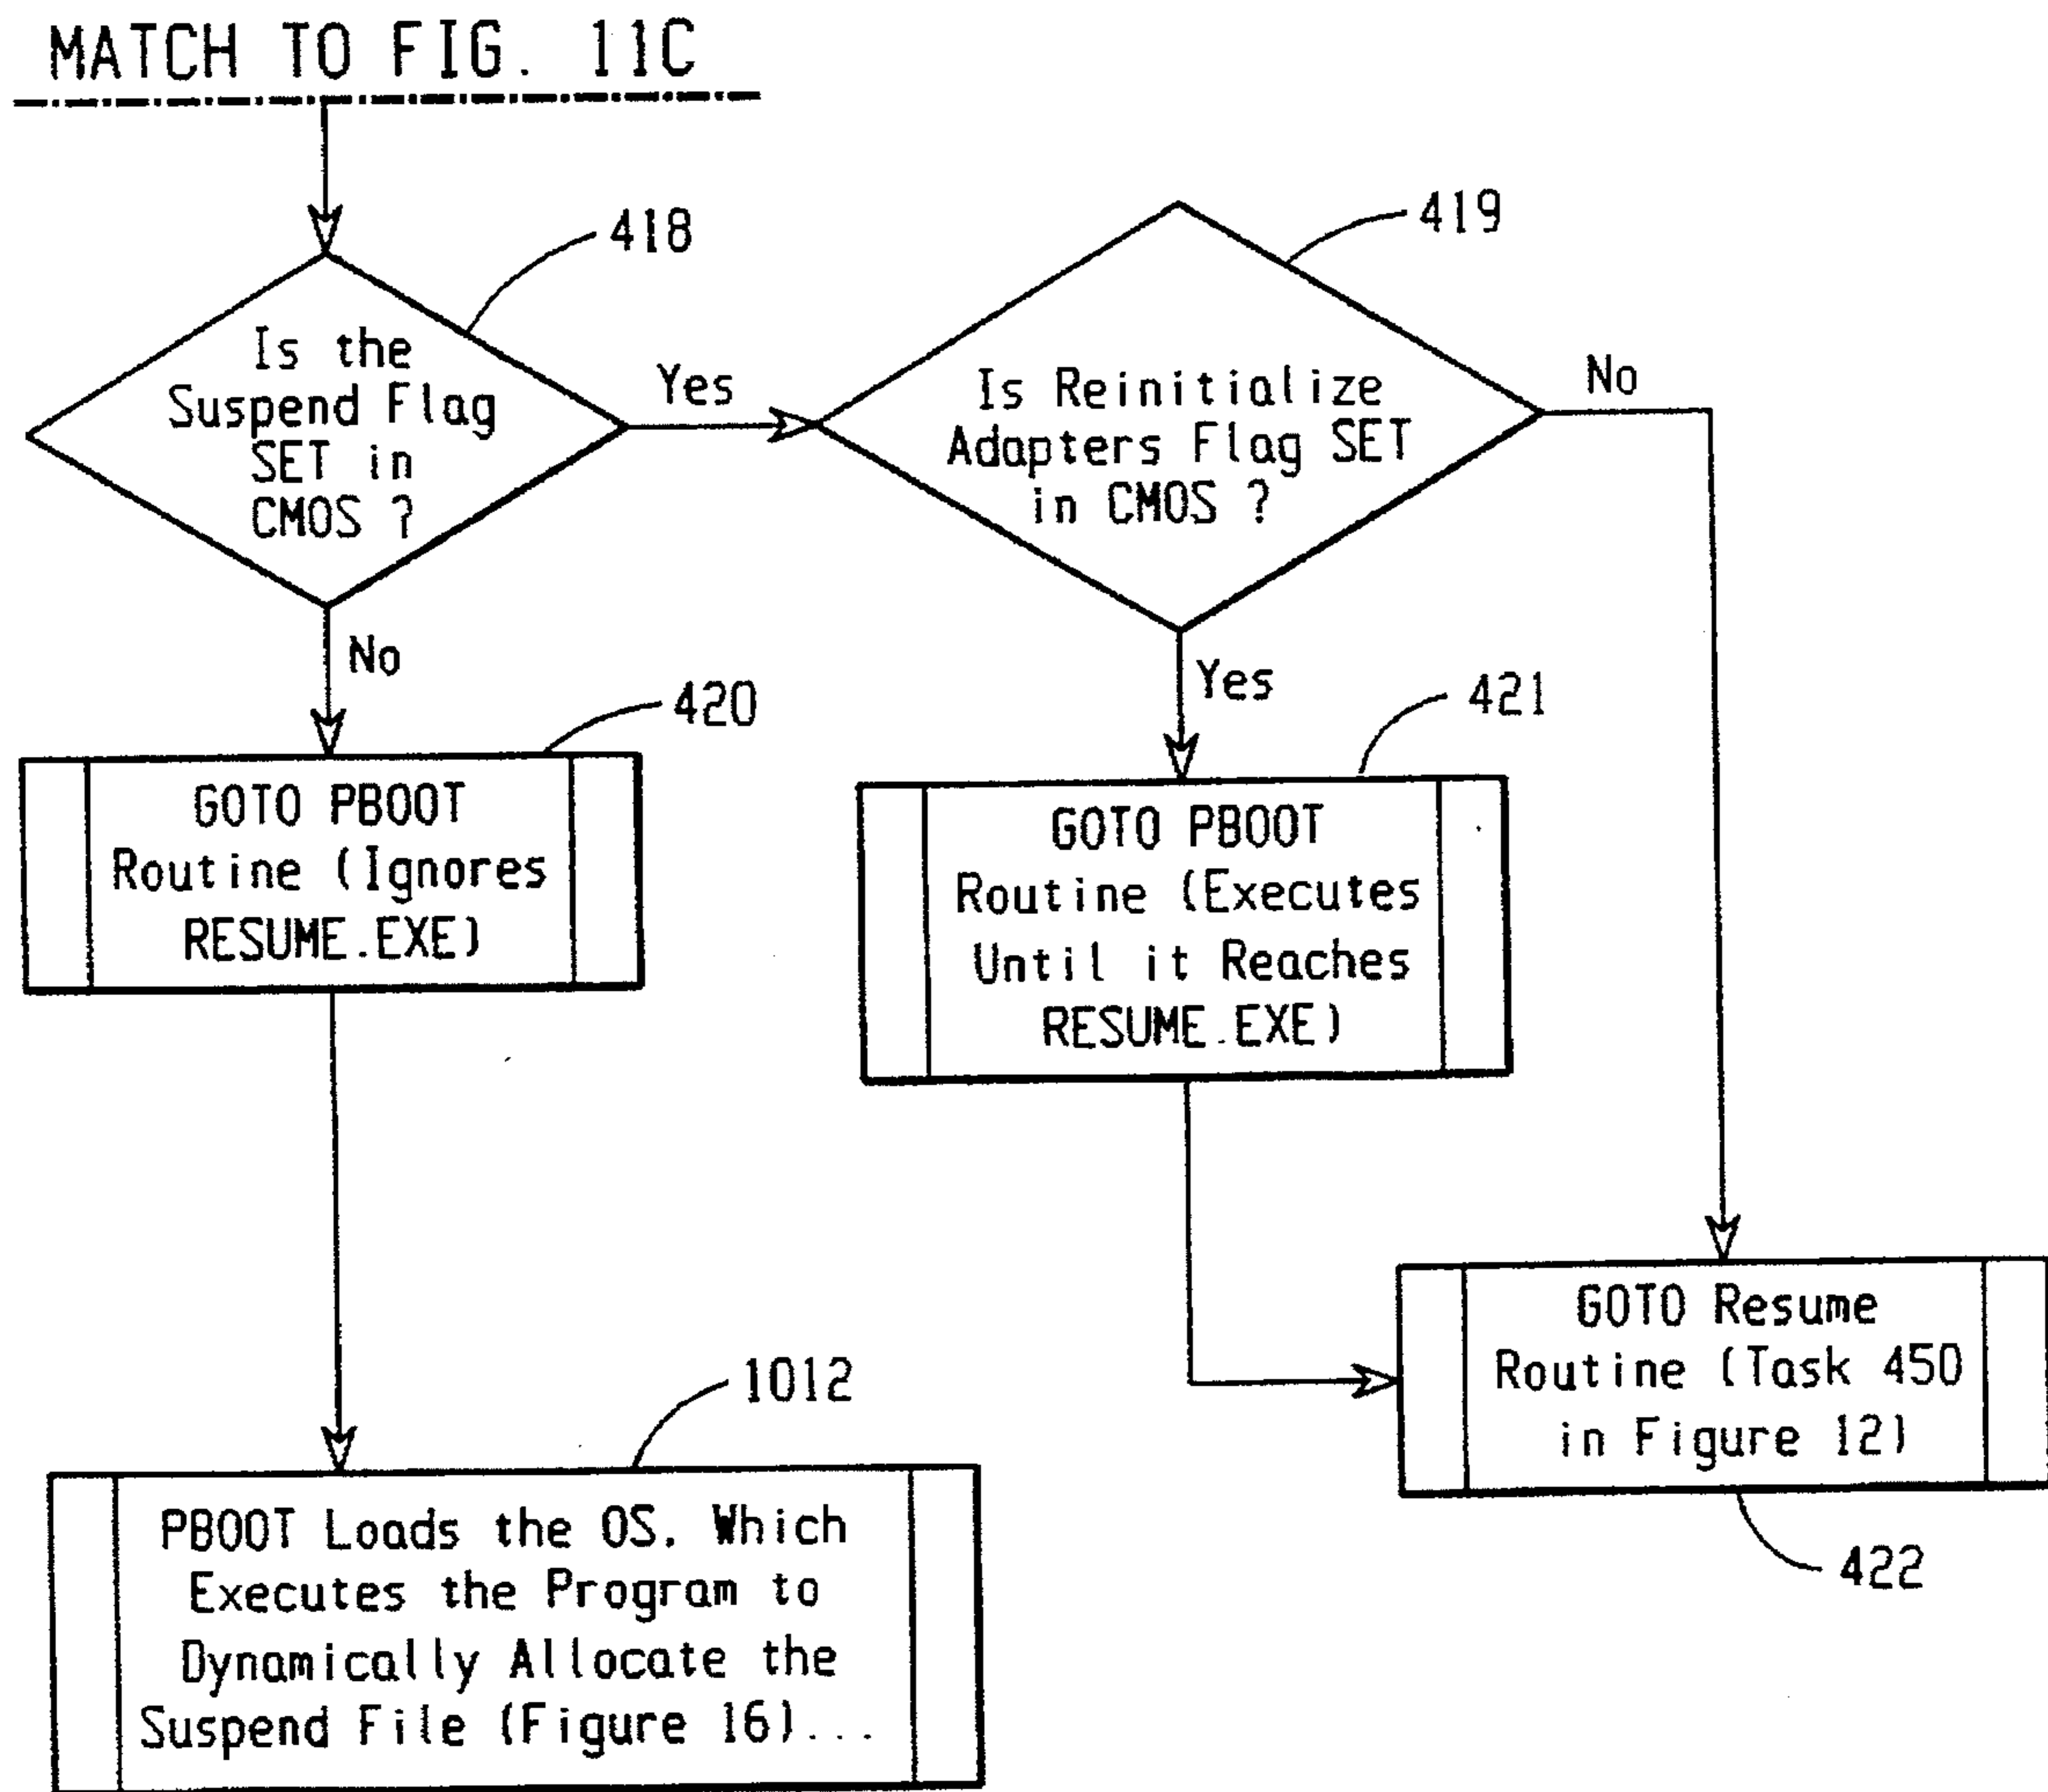 MATCH TO FIG. 11C
418
Is the
Suspend Flag
SET in
CMOS ?
Yes
No
419
Is Reinitialize
Adapters Flag SET
in CMOS ?
No
Yes
420
GOTO PBOOT
Routine (Ignores
RESUME.EXE)
421
GOTO PBOOT
Routine (Executes
Until it Reaches
RESUME.EXE)
1012
PBOOT Loads the OS, Which
Executes the Program to
Dynamically Allocate the
Suspend File (Figure 16)...
GOTO Resume
Routine (Task 450
in Figure 12)
422